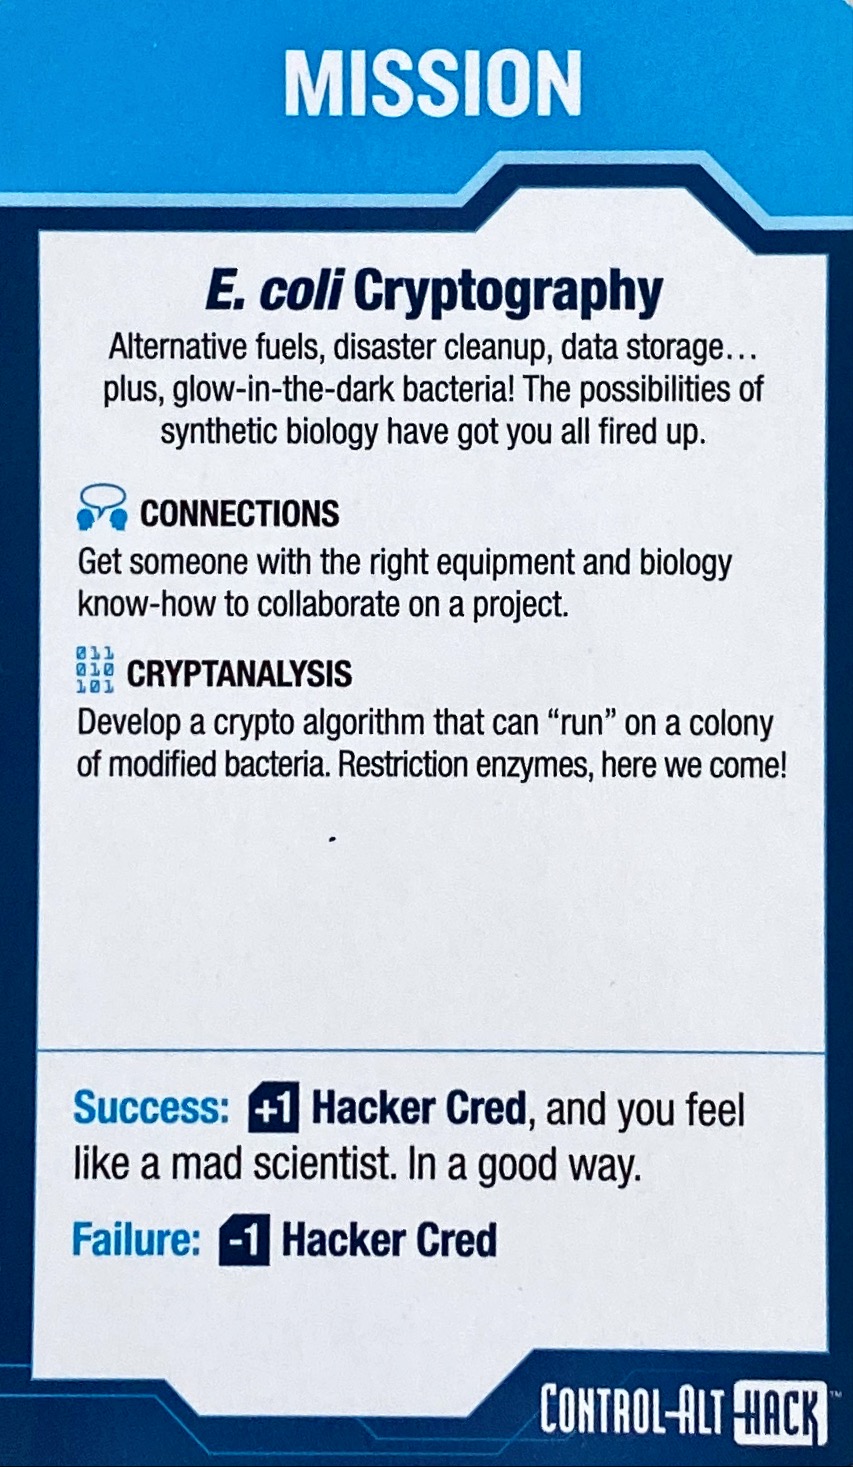 MISSION
E. coli Cryptography
Alternative fuels, disaster cleanup, data storage…
plus, glow-in-the-dark bacteria! The possibilities of
synthetic biology have got you all fired up.
CONNECTIONS
Get someone with the right equipment and biology
know-how to collaborate on a project.
011
010
101
CRYPTANALYSIS
Develop a crypto algorithm that can “run” on a colony
of modified bacteria. Restriction enzymes, here we come!
Success: +1 Hacker Cred, and you feel
like a mad scientist. In a good way.
Failure: -1 Hacker Cred
CONTROL-ALT-HACK™